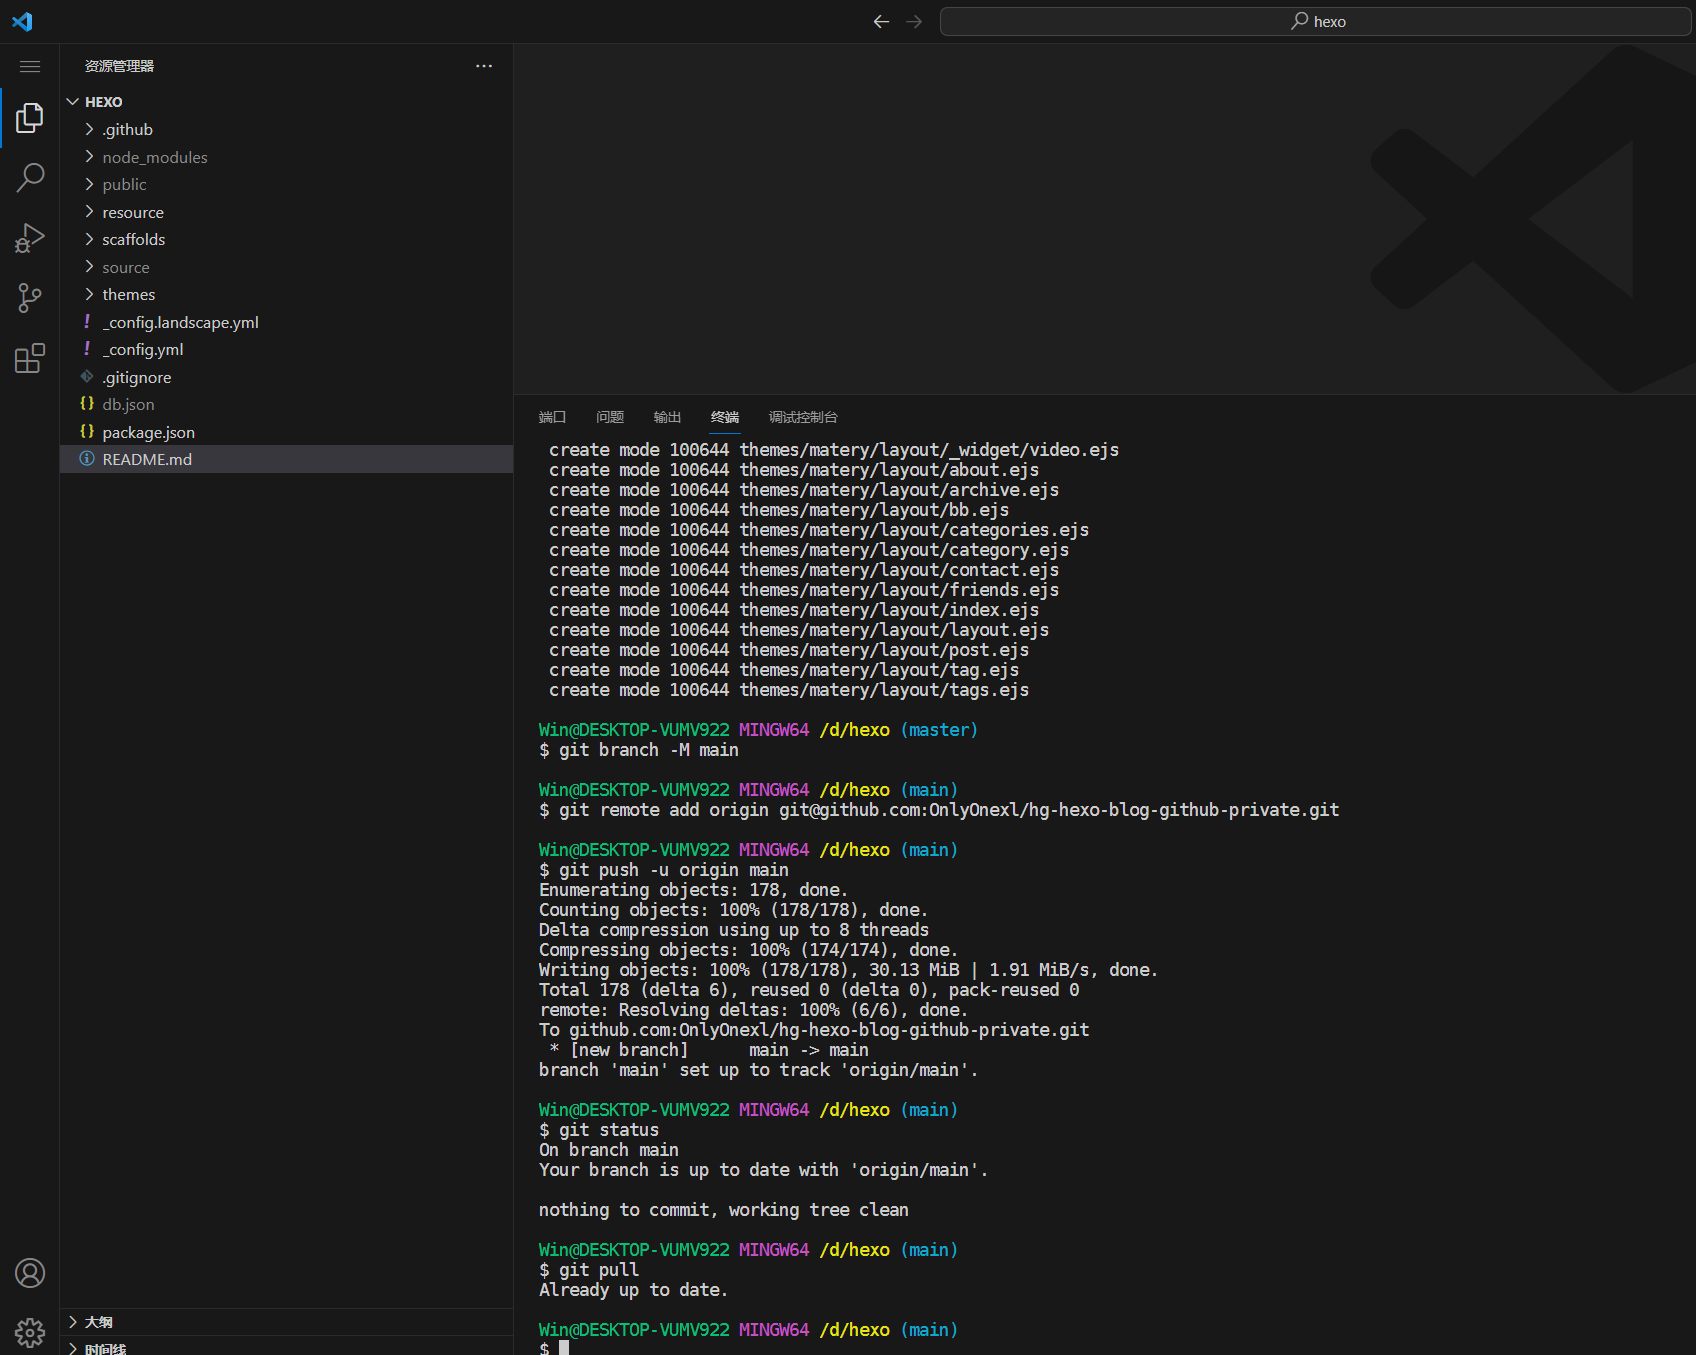 hexo
资源管理器
HEXO
.github
node_modules
public
resource
scaffolds
source
themes
_config.landscape.yml
_config.yml
.gitignore
db.json
package.json
README.md
大纲
时间线
端口 问题 输出 终端 调试控制台
create mode 100644 themes/matery/layout/_widget/video.ejs
create mode 100644 themes/matery/layout/about.ejs
create mode 100644 themes/matery/layout/archive.ejs
create mode 100644 themes/matery/layout/bb.ejs
create mode 100644 themes/matery/layout/categories.ejs
create mode 100644 themes/matery/layout/category.ejs
create mode 100644 themes/matery/layout/contact.ejs
create mode 100644 themes/matery/layout/friends.ejs
create mode 100644 themes/matery/layout/index.ejs
create mode 100644 themes/matery/layout/layout.ejs
create mode 100644 themes/matery/layout/post.ejs
create mode 100644 themes/matery/layout/tag.ejs
create mode 100644 themes/matery/layout/tags.ejs
Win@DESKTOP-VUMV922 MINGW64 /d/hexo (master)
$ git branch -M main
Win@DESKTOP-VUMV922 MINGW64 /d/hexo (main)
$ git remote add origin git@github.com:OnlyOnexl/hg-hexo-blog-github-private.git
Win@DESKTOP-VUMV922 MINGW64 /d/hexo (main)
$ git push -u origin main
Enumerating objects: 178, done.
Counting objects: 100% (178/178), done.
Delta compression using up to 8 threads
Compressing objects: 100% (174/174), done.
Writing objects: 100% (178/178), 30.13 MiB | 1.91 MiB/s, done.
Total 178 (delta 6), reused 0 (delta 0), pack-reused 0
remote: Resolving deltas: 100% (6/6), done.
To github.com:OnlyOnexl/hg-hexo-blog-github-private.git
* [new branch] main -> main
branch 'main' set up to track 'origin/main'.
Win@DESKTOP-VUMV922 MINGW64 /d/hexo (main)
$ git status
On branch main
Your branch is up to date with 'origin/main'.
nothing to commit, working tree clean
Win@DESKTOP-VUMV922 MINGW64 /d/hexo (main)
$ git pull
Already up to date.
Win@DESKTOP-VUMV922 MINGW64 /d/hexo (main)
$